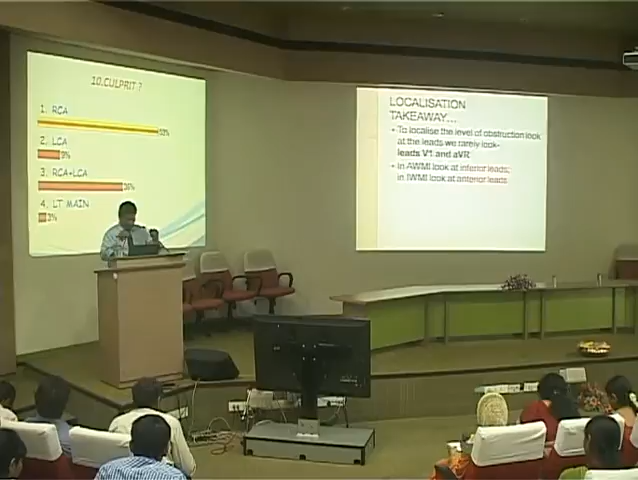 10.CULPRIT ?
1. RCA
53%
2. LCA
9%
3. RCA+LCA
36%
4. LT MAIN
3%
LOCALISATION
TAKEAWAY...
• To localise the level of obstruction look
at the leads we rarely look-
leads V1 and aVR
• In AWMI look at inferior leads;
in IWMI look at anterior leads